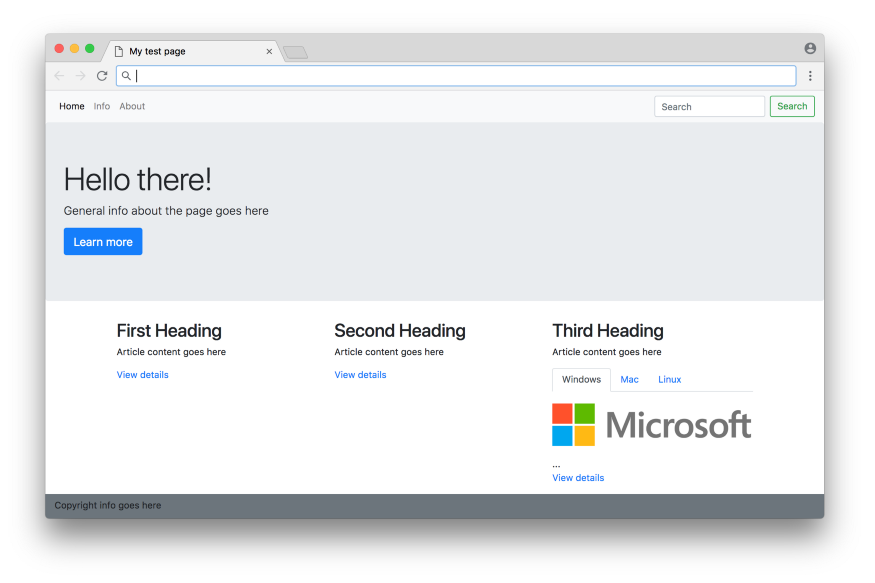 My test page
Home Info About Search Search
Hello there!
General info about the page goes here
Learn more
First Heading
Article content goes here
View details
Second Heading
Article content goes here
View details
Third Heading
Article content goes here
Windows Mac Linux
Microsoft
...
View details
Copyright info goes here